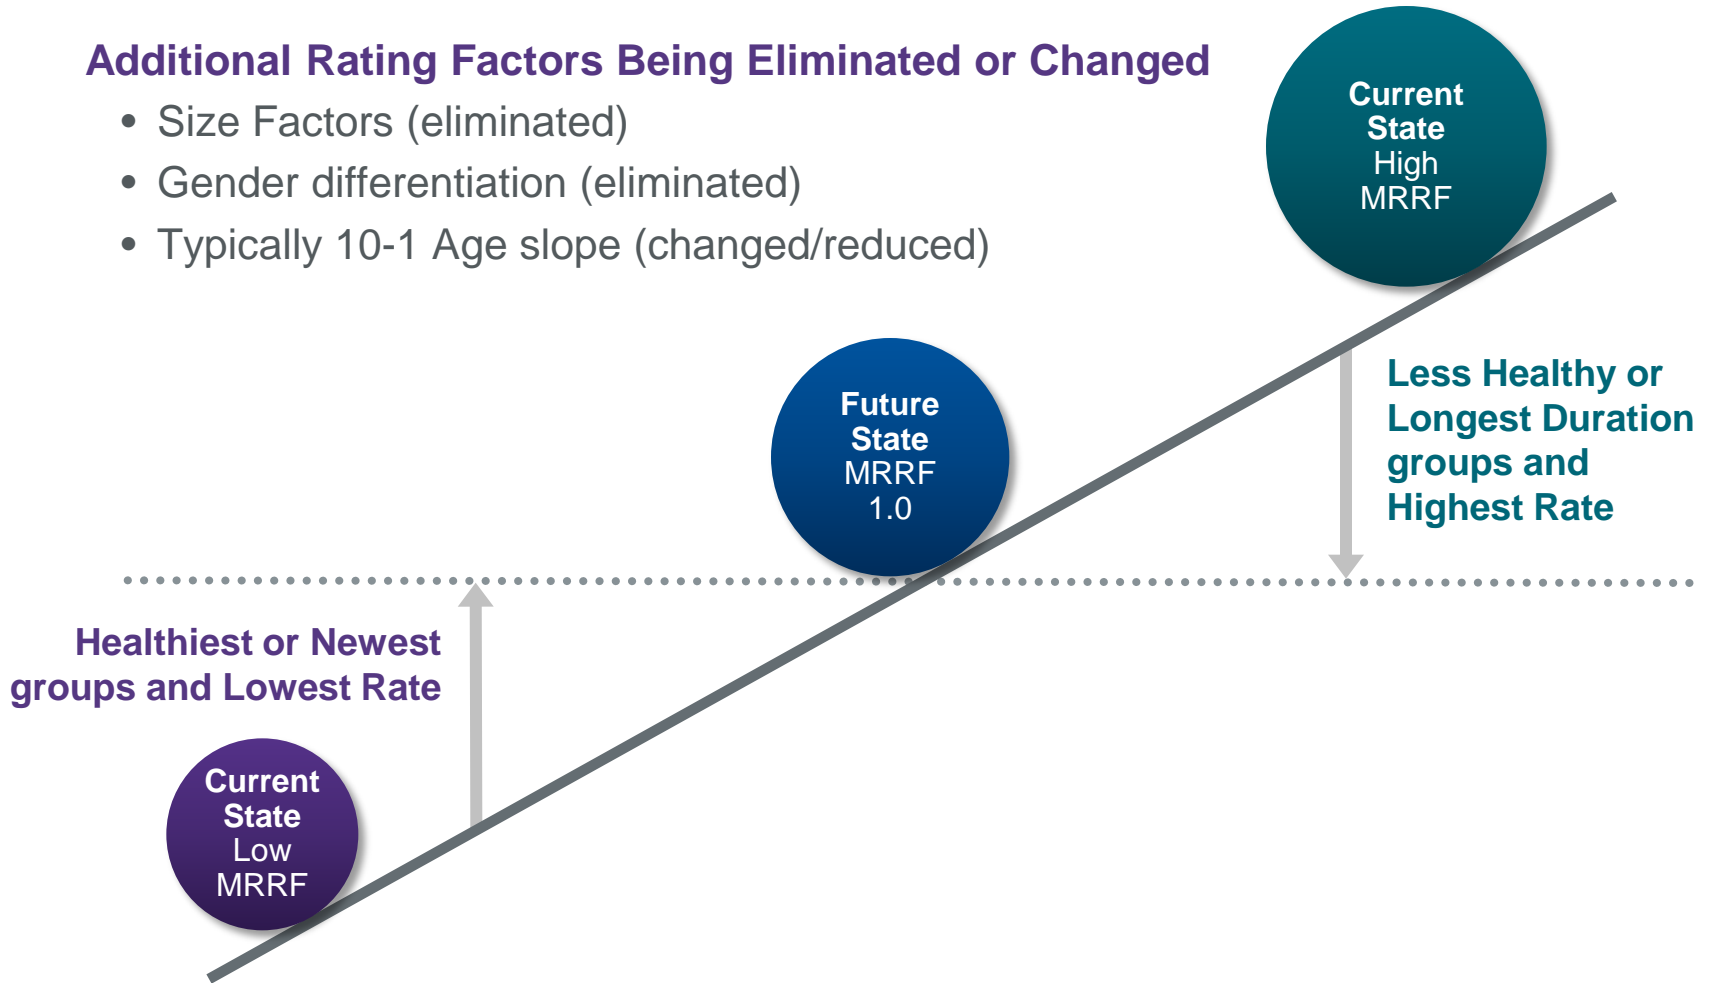 Additional Rating Factors Being Eliminated or Changed
• Size Factors (eliminated)
• Gender differentiation (eliminated)
• Typically 10-1 Age slope (changed/reduced)
Current
State
High
MRRF
Future
State
MRRF
1.0
Less Healthy or
Longest Duration
groups and
Highest Rate
Healthiest or Newest
groups and Lowest Rate
Current
State
Low
MRRF